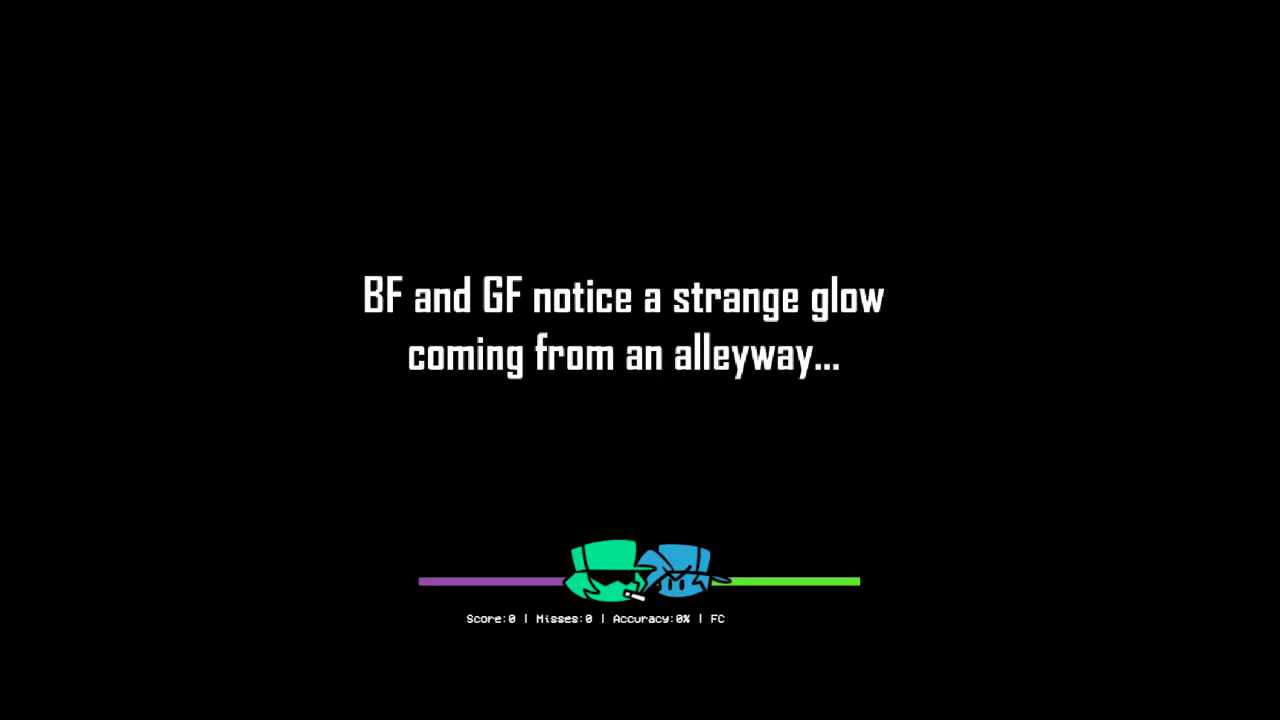 BF and GF notice a strange glow
coming from an alleyway...
Score:0 | Misses:0 | Accuracy:0% | FC